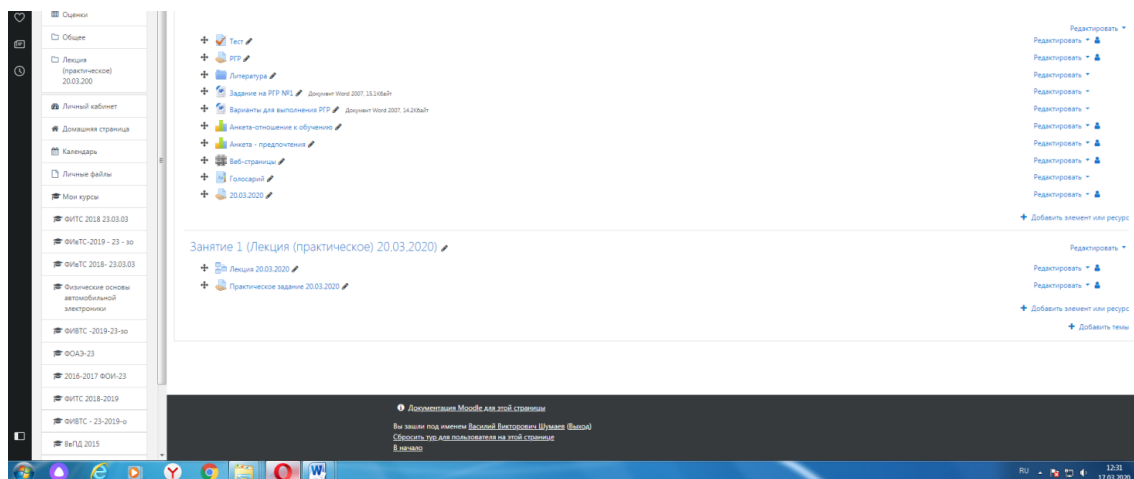 Оценки
Общее
Лекция
(практическое)
20.03.200
Личный кабинет
Домашняя страница
Календарь
Личные файлы
Мои курсы
ФИТС 2018 23.03.03
ФИвТС-2019 - 23 - зо
ФИвТС 2018- 23.03.03
Физические основы
автомобильной
электроники
ФИВТС -2019-23-зо
ФОАЭ-23
2016-2017 ФОИ-23
ФИТС 2018-2019
ФИВТС - 23-2019-о
ВвПД 2015
Редактировать
Тест Редактировать
РГР Редактировать
Литература Редактировать
Задание на РГР №1 Документ Word 2007, 15.1Кбайт Редактировать
Варианты для выполнения РГР Документ Word 2007, 14.2Кбайт Редактировать
Анкета-отношение к обучению Редактировать
Анкета - предпочтения Редактировать
Веб-страницы Редактировать
Голосарий Редактировать
20.03.2020 Редактировать
Добавить элемент или ресурс
Занятие 1 (Лекция (практическое) 20.03.2020) Редактировать
Лекция 20.03.2020 Редактировать
Практическое задание 20.03.2020 Редактировать
Добавить элемент или ресурс
Добавить темы
Документация Moodle для этой страницы
Вы зашли под именем Василий Викторович Шумаев (Выход)
Сбросить тур для пользователя на этой странице
В начало
RU 12:31
17.03.2020